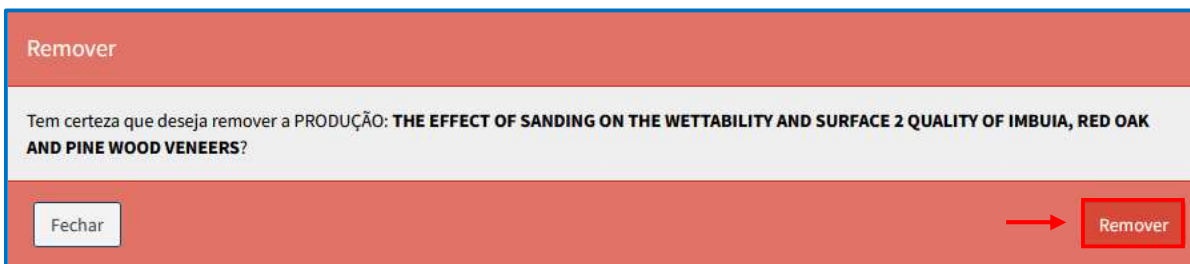 Remover
Tem certeza que deseja remover a PRODUÇÃO: THE EFFECT OF SANDING ON THE WETTABILITY AND SURFACE 2 QUALITY OF IMBUIA, RED OAK
AND PINE WOOD VENEERS?
Fechar
Remover